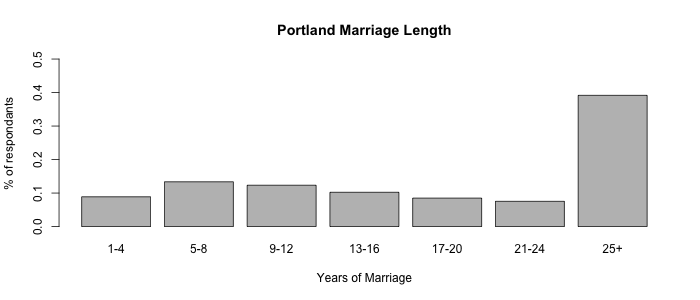 Portland Marriage Length
% of respondants
0.5
0.4
0.3
0.2
0.1
0.0
1-4 5-8 9-12 13-16 17-20 21-24 25+
Years of Marriage